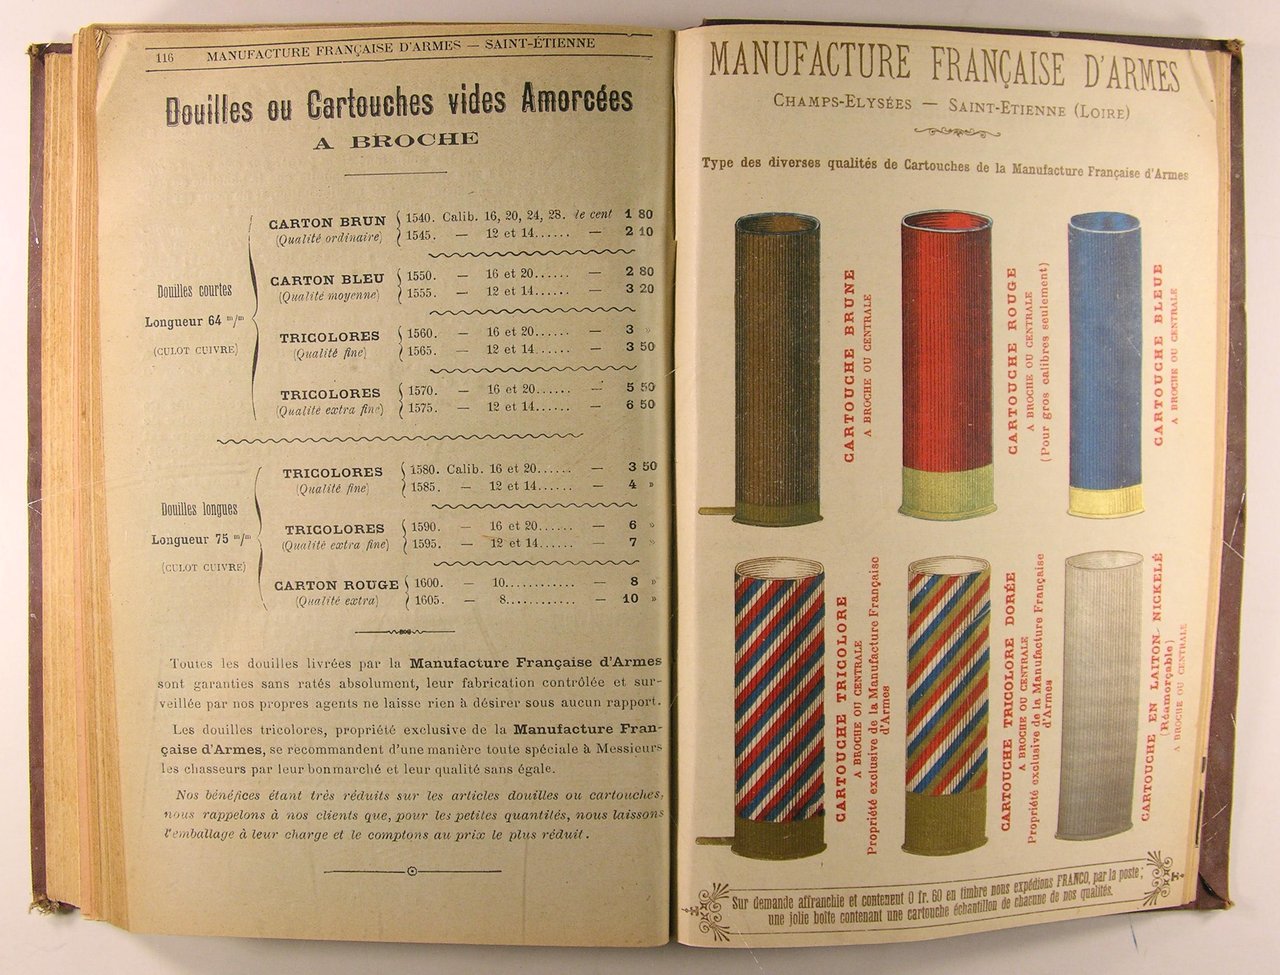 116 MANUFACTURE FRANÇAISE D'ARMES — SAINT-ÉTIENNE
Douilles ou Cartouches vides Amorcées
A BROCHE
Douilles courtes
Longueur 64 m/m
(CULOT CUIVRE)
CARTON BRUN { 1540. Calib. 16, 20, 24, 28. le cent 1 80
(Qualité ordinaire) 1545. — 12 et 14...... — 2 10
CARTON BLEU { 1550. — 16 et 20...... — 2 80
(Qualité moyenne) 1555. — 12 et 14...... — 3 20
TRICOLORES { 1560. — 16 et 20...... — 3 »
(Qualité fine) 1565. — 12 et 14...... — 3 50
TRICOLORES { 1570. — 16 et 20...... — 5 50
(Qualité extra fine) 1575. — 12 et 14...... — 6 50
Douilles longues
Longueur 75 m/m
(CULOT CUIVRE)
TRICOLORES { 1580. Calib. 16 et 20...... — 3 50
(Qualité fine) 1585. — 12 et 14...... — 4 »
TRICOLORES { 1590. — 16 et 20...... — 6 »
(Qualité extra fine) 1595. — 12 et 14...... — 7 »
CARTON ROUGE { 1600. — 10............ — 8 »
(Qualité extra) 1605. — 8............ — 10 »
Toutes les douilles livrées par la Manufacture Française d'Armes
sont garanties sans ratés absolument, leur fabrication contrôlée et sur-
veillée par nos propres agents ne laisse rien à désirer sous aucun rapport.
Les douilles tricolores, propriété exclusive de la Manufacture Fran-
çaise d'Armes, se recommandent d'une manière toute spéciale à Messieurs
les chasseurs par leur bon marché et leur qualité sans égale.
Nos bénéfices étant très réduits sur les articles douilles ou cartouches,
nous rappelons à nos clients que, pour les petites quantités, nous laissons
l'emballage à leur charge et le comptons au prix le plus réduit.
MANUFACTURE FRANÇAISE D'ARMES
CHAMPS-ELYSÉES — SAINT-ETIENNE (LOIRE)
Type des diverses qualités de Cartouches de la Manufacture Française d'Armes
CARTOUCHE BRUNE
A BROCHE OU CENTRALE
CARTOUCHE ROUGE
A BROCHE OU CENTRALE
(Pour gros calibres seulement)
CARTOUCHE BLEUE
A BROCHE OU CENTRALE
CARTOUCHE TRICOLORE
A BROCHE OU CENTRALE
Propriété exclusive de la Manufacture Française
d'Armes
CARTOUCHE TRICOLORE DORÉE
A BROCHE OU CENTRALE
Propriété exclusive de la Manufacture Française
d'Armes
CARTOUCHE EN LAITON NICKELÉ
(Réamorçable)
A BROCHE OU CENTRALE
Sur demande affranchie et contenent 0 fr. 60 en timbre nous expédions FRANCO, par la poste;
une jolie boîte contenant une cartouche échantillon de chacune de nos qualités.